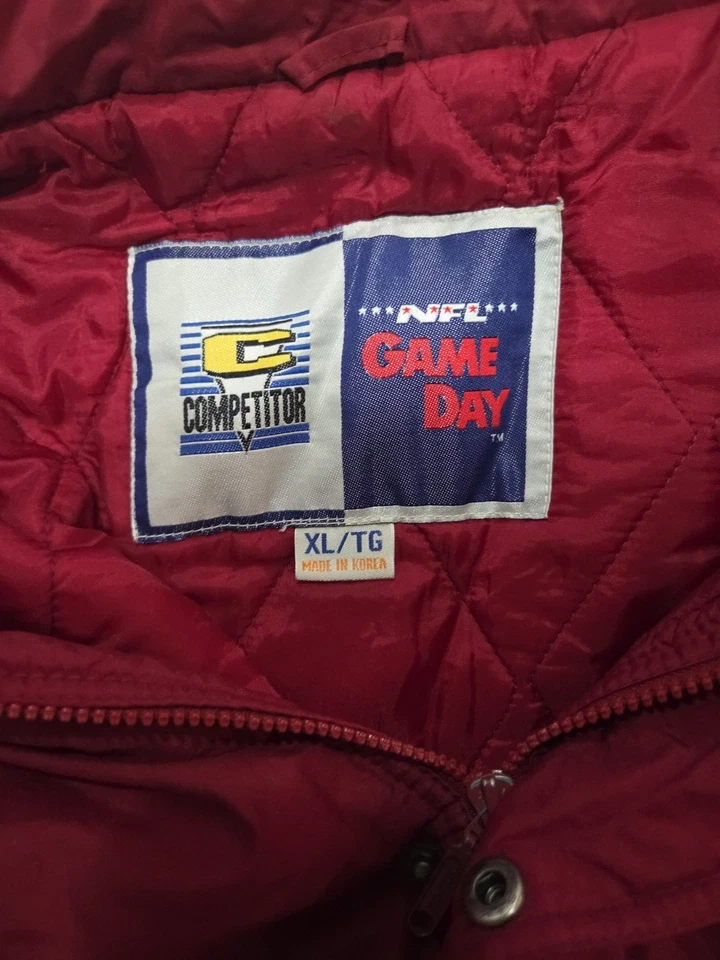 C
COMPETITOR
NFL
GAME
DAY
TM
XL/TG
MADE IN KOREA